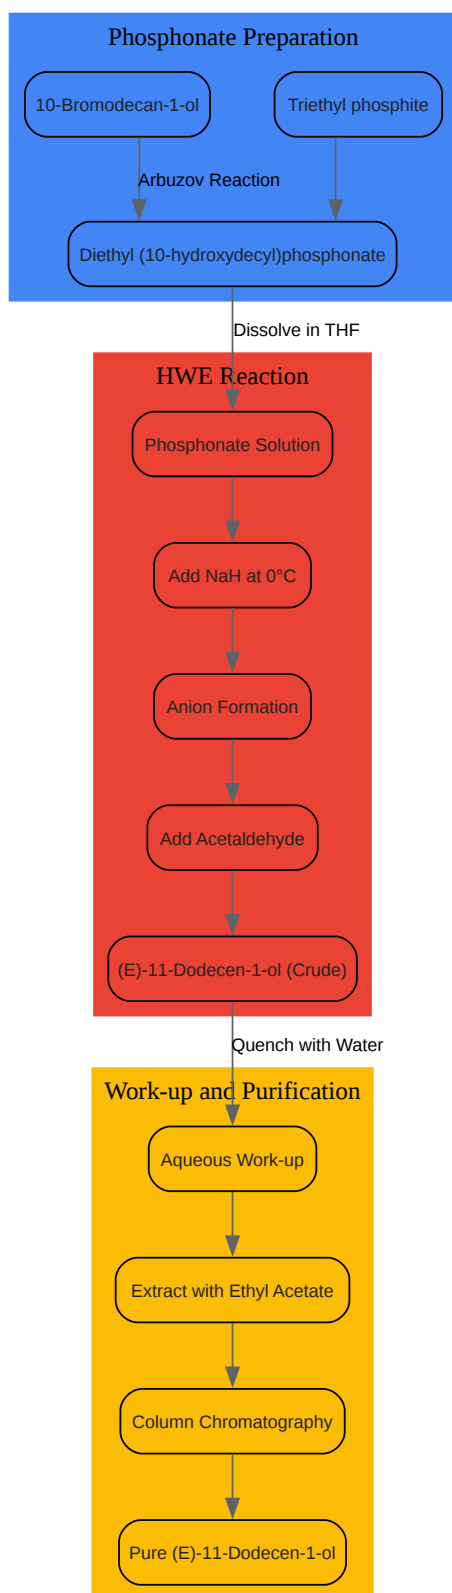 Phosphonate Preparation
10-Bromodecan-1-ol
Triethyl phosphite
Arbuzov Reaction
Diethyl (10-hydroxydecyl)phosphonate
Dissolve in THF
HWE Reaction
Phosphonate Solution
Add NaH at 0°C
Anion Formation
Add Acetaldehyde
(E)-11-Dodecen-1-ol (Crude)
Quench with Water
Work-up and Purification
Aqueous Work-up
Extract with Ethyl Acetate
Column Chromatography
Pure (E)-11-Dodecen-1-ol